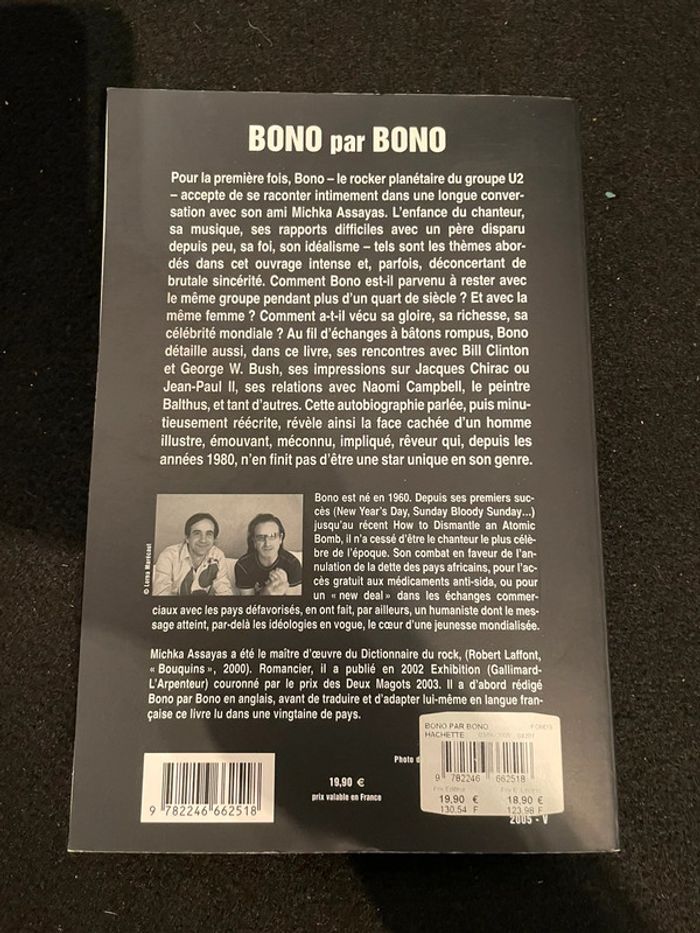 BONO par BONO
Pour la première fois, Bono – le rocker planétaire du groupe U2
– accepte de se raconter intimement dans une longue conver-
sation avec son ami Michka Assayas. L'enfance du chanteur,
sa musique, ses rapports difficiles avec un père disparu
depuis peu, sa foi, son idéalisme – tels sont les thèmes abor-
dés dans cet ouvrage intense et, parfois, déconcertant de
brutale sincérité. Comment Bono est-il parvenu à rester avec
le même groupe pendant plus d'un quart de siècle ? Et avec la
même femme ? Comment a-t-il vécu sa gloire, sa richesse, sa
célébrité mondiale ? Au fil d'échanges à bâtons rompus, Bono
détaille aussi, dans ce livre, ses rencontres avec Bill Clinton
et George W. Bush, ses impressions sur Jacques Chirac ou
Jean-Paul II, ses relations avec Naomi Campbell, le peintre
Balthus, et tant d'autres. Cette autobiographie parlée, puis minu-
tieusement réécrite, révèle ainsi la face cachée d'un homme
illustre, émouvant, méconnu, impliqué, rêveur qui, depuis les
années 1980, n'en finit pas d'être une star unique en son genre.
© Lorna Marécaut
Bono est né en 1960. Depuis ses premiers suc-
cès (New Year's Day, Sunday Bloody Sunday...)
jusqu'au récent How to Dismantle an Atomic
Bomb, il n'a cessé d'être le chanteur le plus célè-
bre de l'époque. Son combat en faveur de l'an-
nulation de la dette des pays africains, pour l'ac-
cès gratuit aux médicaments anti-sida, ou pour
un « new deal » dans les échanges commer-
ciaux avec les pays défavorisés, en ont fait, par ailleurs, un humaniste dont le mes-
sage atteint, par-delà les idéologies en vogue, le cœur d'une jeunesse mondialisée.
Michka Assayas a été le maître d'œuvre du Dictionnaire du rock, (Robert Laffont,
« Bouquins », 2000). Romancier, il a publié en 2002 Exhibition (Gallimard-
L'Arpenteur) couronné par le prix des Deux Magots 2003. Il a d'abord rédigé
Bono par Bono en anglais, avant de traduire et d'adapter lui-même en langue fran-
çaise ce livre lu dans une vingtaine de pays.
9 782246 662518
Photo d
19,90 €
prix valable en France
BONO PAR BONO
HACHETTE
9 782246 662518
Prix Editeur
19,90 € 18,90 €
130,54 F 123,98 F
2005 - V